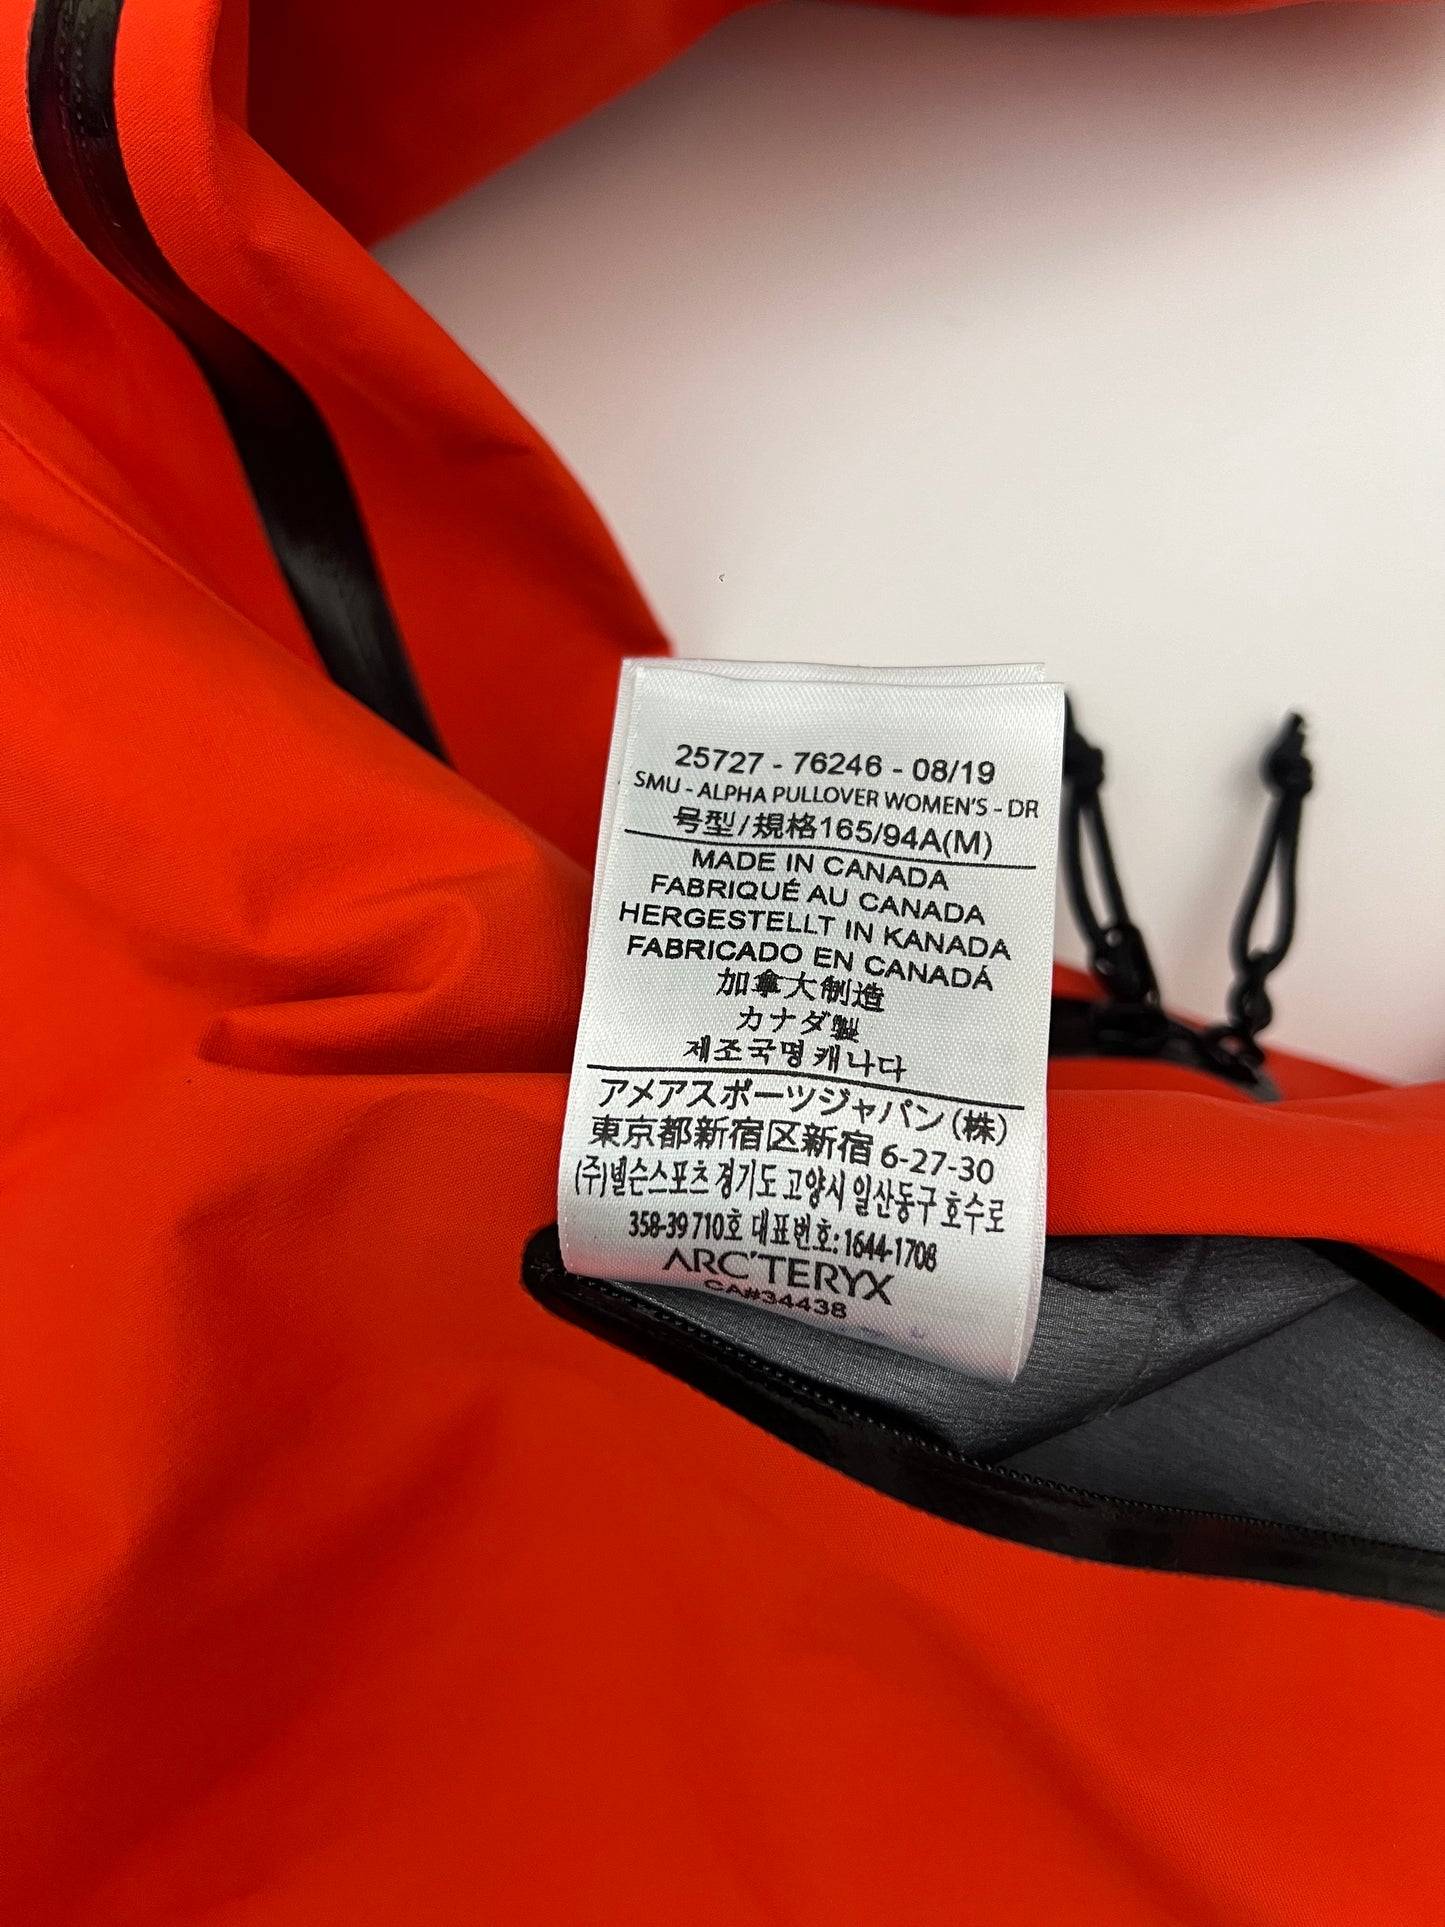 25727 - 76246 - 08/19
SMU - ALPHA PULLOVER WOMEN'S - DR
号型/規格165/94A(M)
MADE IN CANADA
FABRIQUÉ AU CANADA
HERGESTELLT IN KANADA
FABRICADO EN CANADÁ
加拿大制造
カナダ製
제조국명 캐나다
アメアスポーツジャパン(株)
東京都新宿区新宿 6-27-30
(주)넬슨스포츠 경기도 고양시 일산동구 호수로
358-39 710호 대표번호: 1644-1708
ARC'TERYX
CA#34438